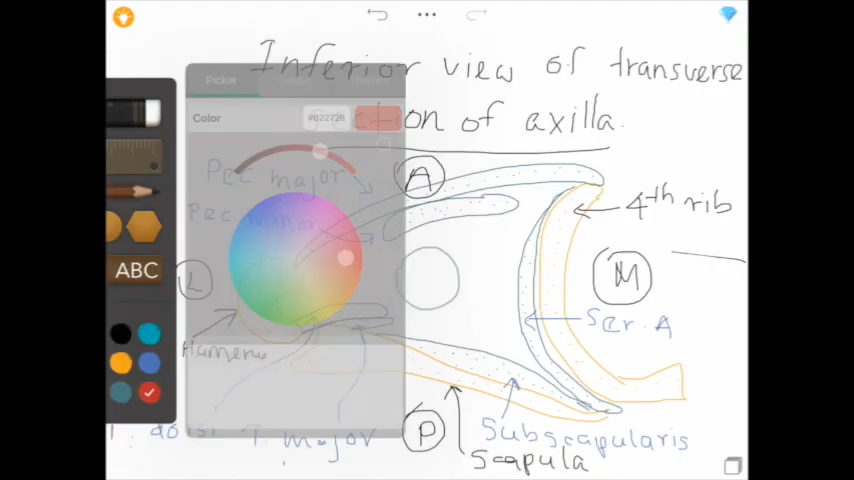 Inferior view of transverse
section of axilla.
Picker
Color #B2272B
Pec major
A
4th rib
Pec minor
L
M
ABC
Ser. A
Humerus
P
T. major
Subscapularis
Scapula